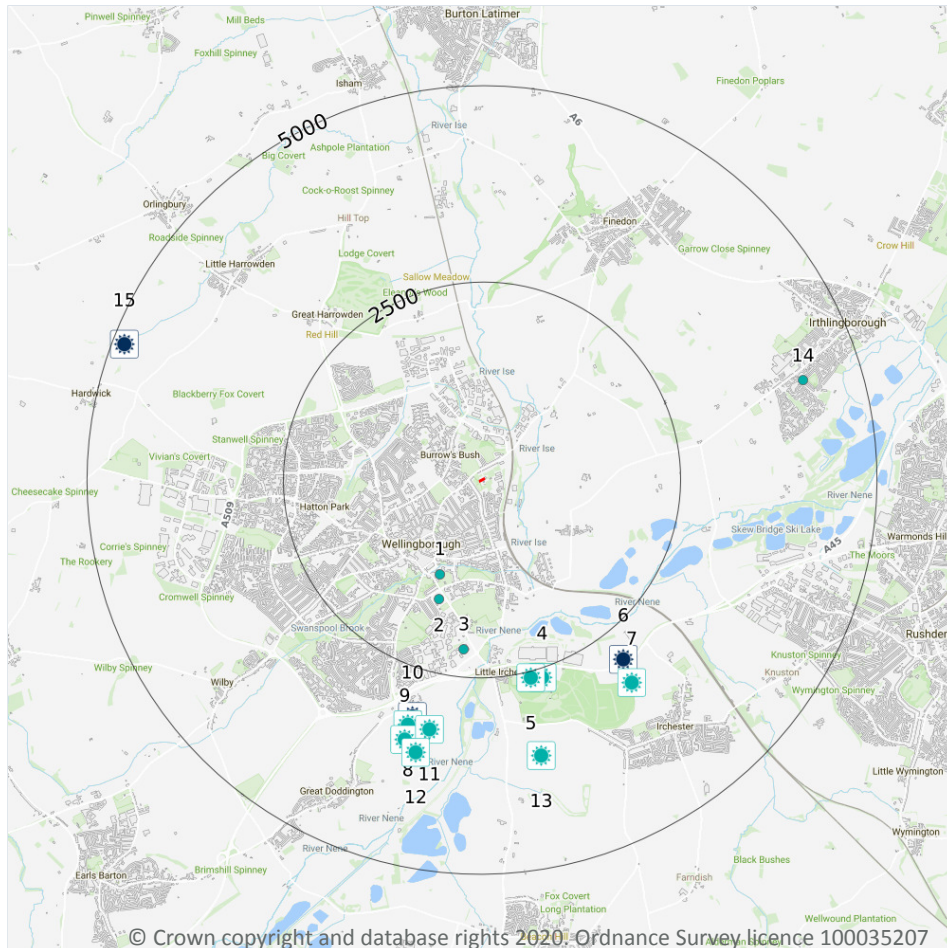 Pinwell Spinney
Mill Beds
Burton Latimer
Foxhill Spinney
Isham
Finedon Poplars
5000
River Ise
A6
Big Covert
Ashpole Plantation
Cock-o-Roost Spinney
Orlingbury
Hill Top
Finedon
Roadside Spinney
Lodge Covert
Garrow Close Spinney
Crow Hill
Little Harrowden
Sallow Meadow
2500
15
Great Harrowden
Red Hill
Irthlingborough
14
River Ise
Hardwick
Blackberry Fox Covert
Stanwell Spinney
Vivian's Covert
Burrow's Bush
River Ise
Cheesecake Spinney
Hatton Park
A509
River Nene
Skew Bridge Ski Lake
Corrie's Spinney
The Rookery
Wellingborough
River Ise
A45
Warmonds Hill
The Moors
1
Cromwell Spinney
River Nene
Swanspool Brook
2
3
River Nene
4
6
7
Rushden
Wilby Spinney
Wilby
10
Knuston Spinney
Knuston
Wymington Spinney
9
5
Irchester
River Nene
8
11
Little Wymington
Great Doddington
12
13
River Nene
Wymington
River Nene
Black Bushes
Earls Barton
Brimshill Spinney
Farndish
Fox Covert
Long Plantation
Wellwound Plantation
© Crown copyright and database rights 2020. Ordnance Survey licence 100035207